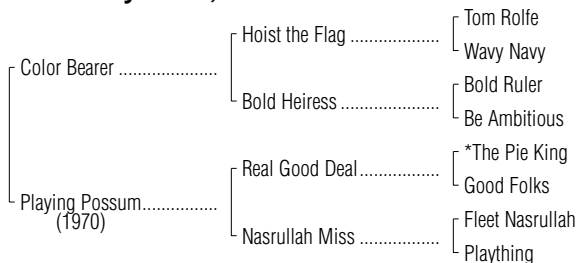 Tom Rolfe
Hoist the Flag ....................
Wavy Navy
Color Bearer .....................
Bold Ruler
Bold Heiress .....................
Be Ambitious
*The Pie King
Real Good Deal.................
Good Folks
Playing Possum................
(1970)
Fleet Nasrullah
Nasrullah Miss .................
Plaything